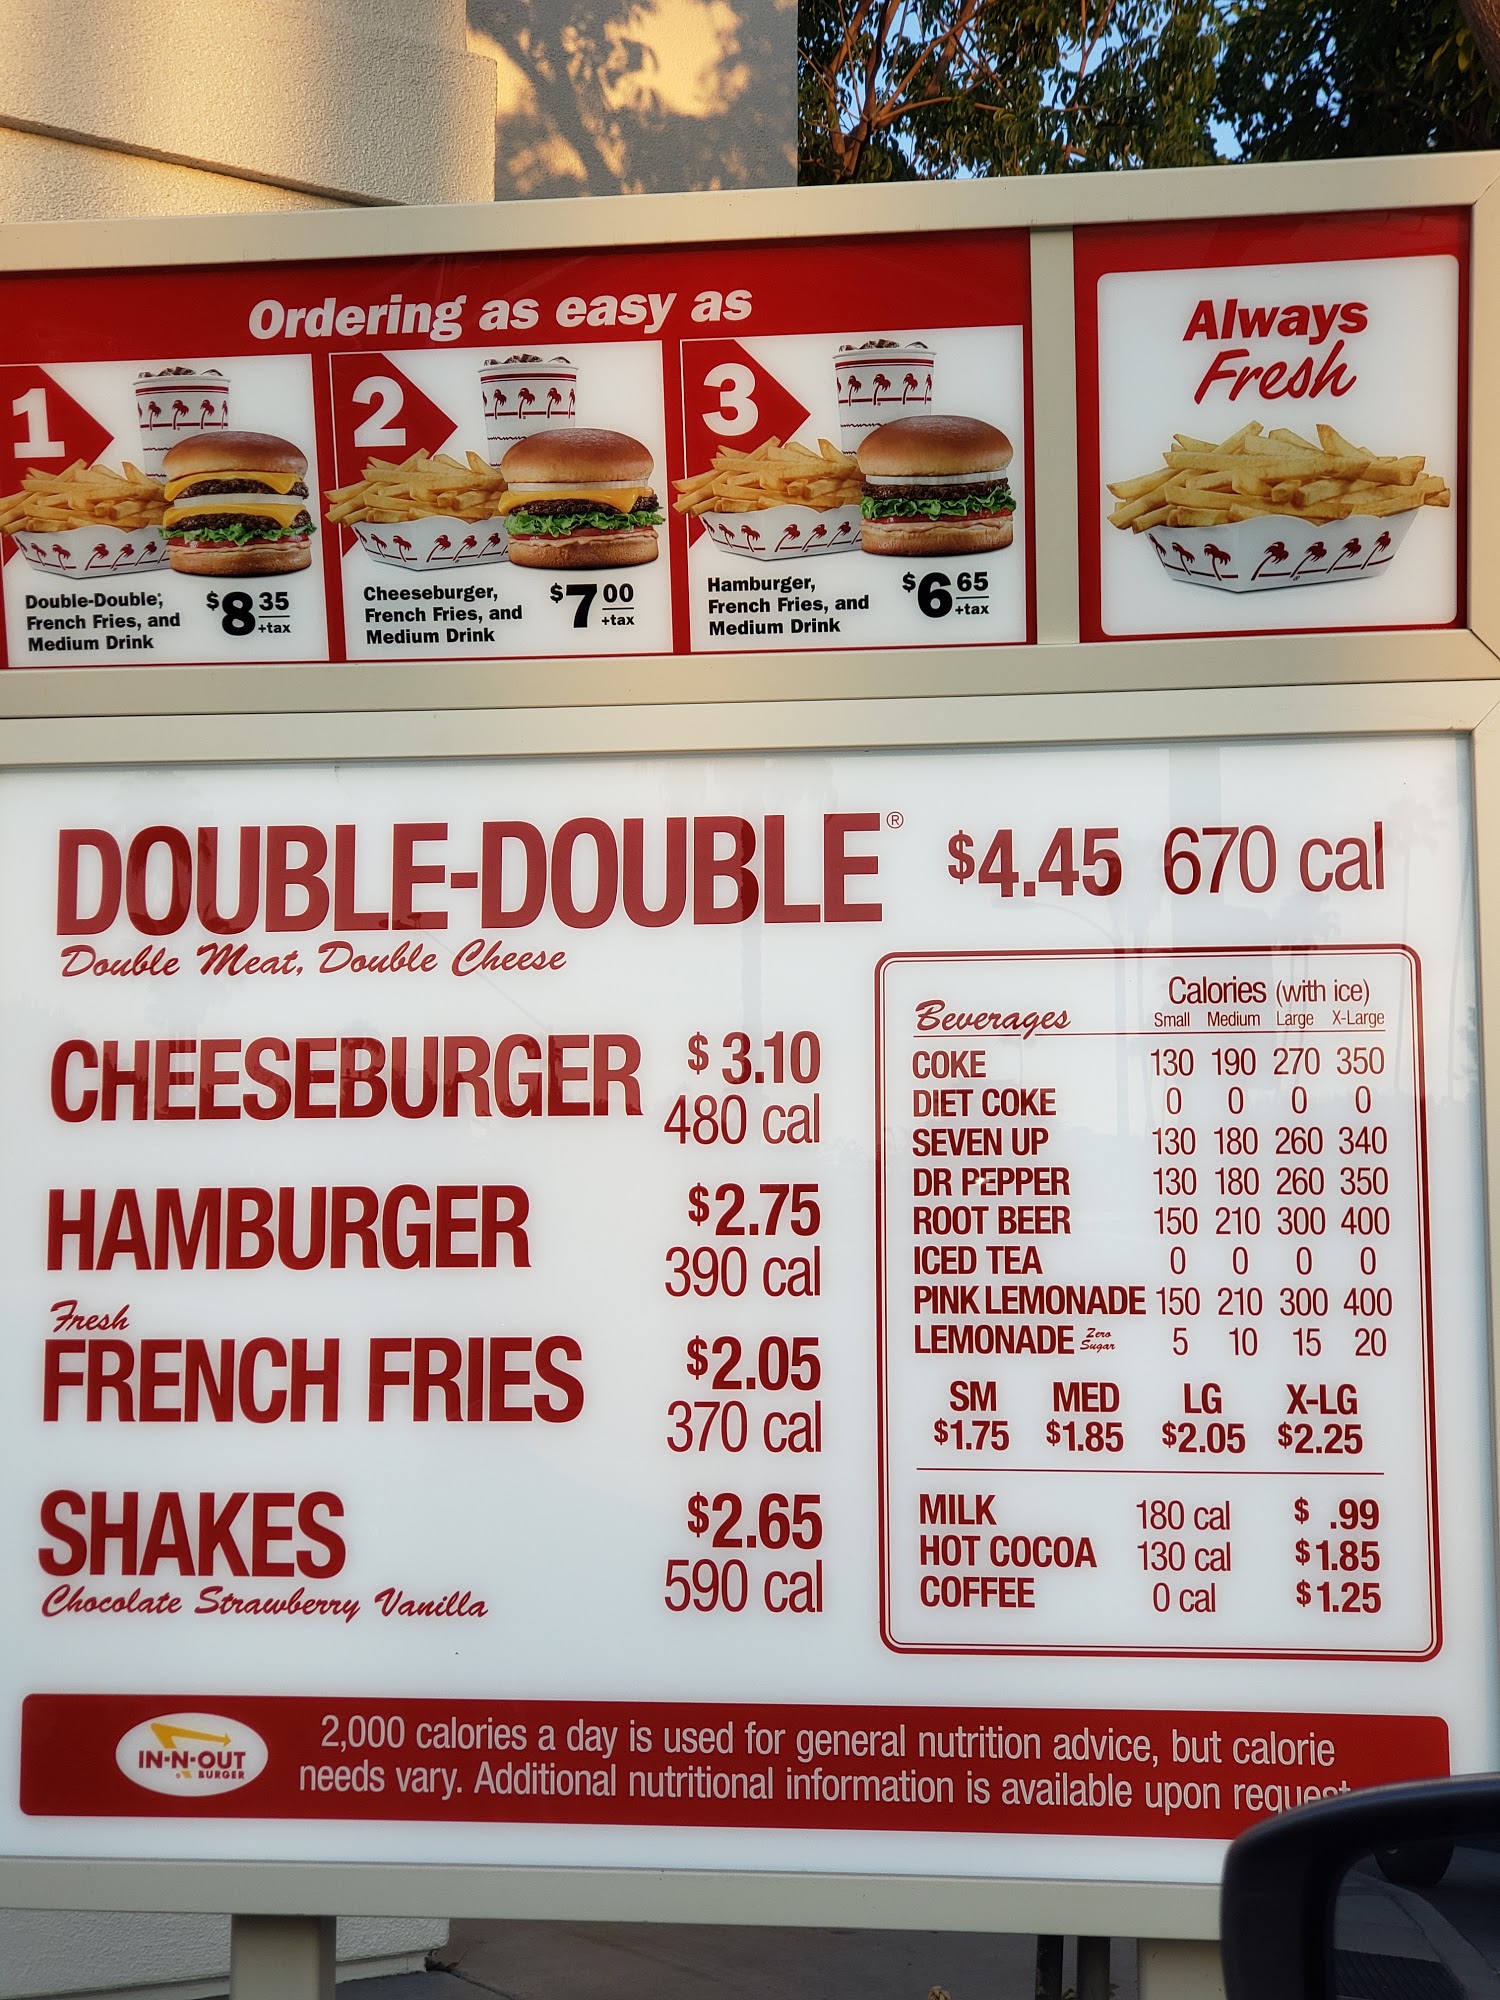 Ordering as easy as
1
Double-Double®,
French Fries, and
Medium Drink
$8 35
+tax
2
Cheeseburger,
French Fries, and
Medium Drink
$7 00
+tax
3
Hamburger,
French Fries, and
Medium Drink
$6 65
+tax
Always
Fresh
DOUBLE-DOUBLE® $4.45 670 cal
Double Meat, Double Cheese
CHEESEBURGER $3.10
480 cal
HAMBURGER $2.75
390 cal
Fresh
FRENCH FRIES $2.05
370 cal
SHAKES $2.65
590 cal
Chocolate Strawberry Vanilla
Calories (with ice)
Beverages Small Medium Large X-Large
COKE 130 190 270 350
DIET COKE 0 0 0 0
SEVEN UP 130 180 260 340
DR PEPPER 130 180 260 350
ROOT BEER 150 210 300 400
ICED TEA 0 0 0 0
PINK LEMONADE 150 210 300 400
LEMONADE Zero Sugar 5 10 15 20
SM MED LG X-LG
$1.75 $1.85 $2.05 $2.25
MILK 180 cal $ .99
HOT COCOA 130 cal $1.85
COFFEE 0 cal $1.25
IN-N-OUT
BURGER
2,000 calories a day is used for general nutrition advice, but calorie
needs vary. Additional nutritional information is available upon request